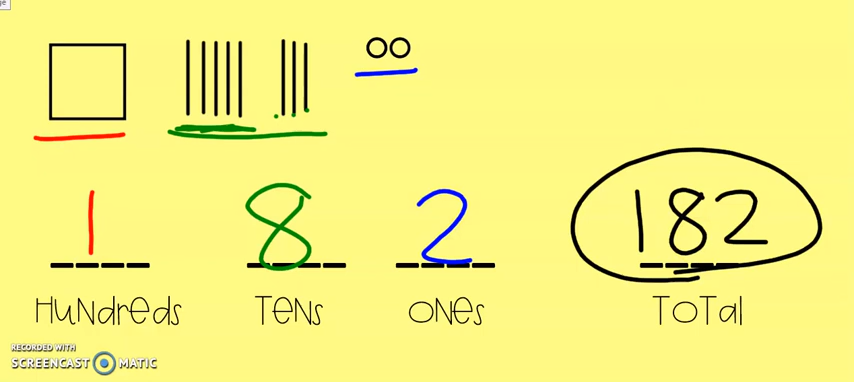 1 8 2 182
Hundreds Tens Ones Total
RECORDED WITH
SCREENCAST MATIC